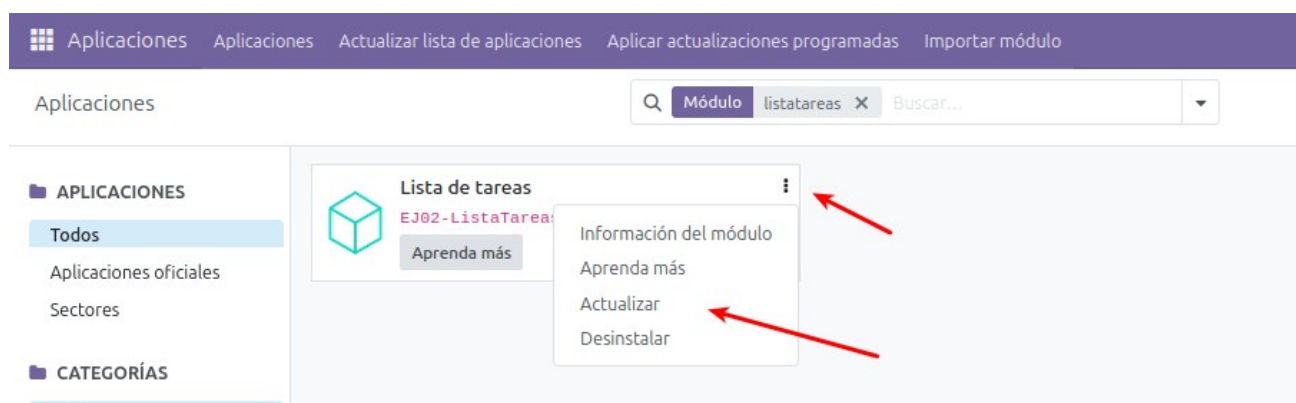 Aplicaciones Aplicaciones Actualizar lista de aplicaciones Aplicar actualizaciones programadas Importar módulo
Aplicaciones
Módulo listatareas Buscar...
APLICACIONES
Todos
Aplicaciones oficiales
Sectores
CATEGORÍAS
Lista de tareas
EJ02-ListaTareas
Aprenda más
Información del módulo
Aprenda más
Actualizar
Desinstalar